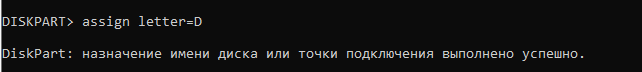 DISKPART> assign letter=D
DiskPart: назначение имени диска или точки подключения выполнено успешно.